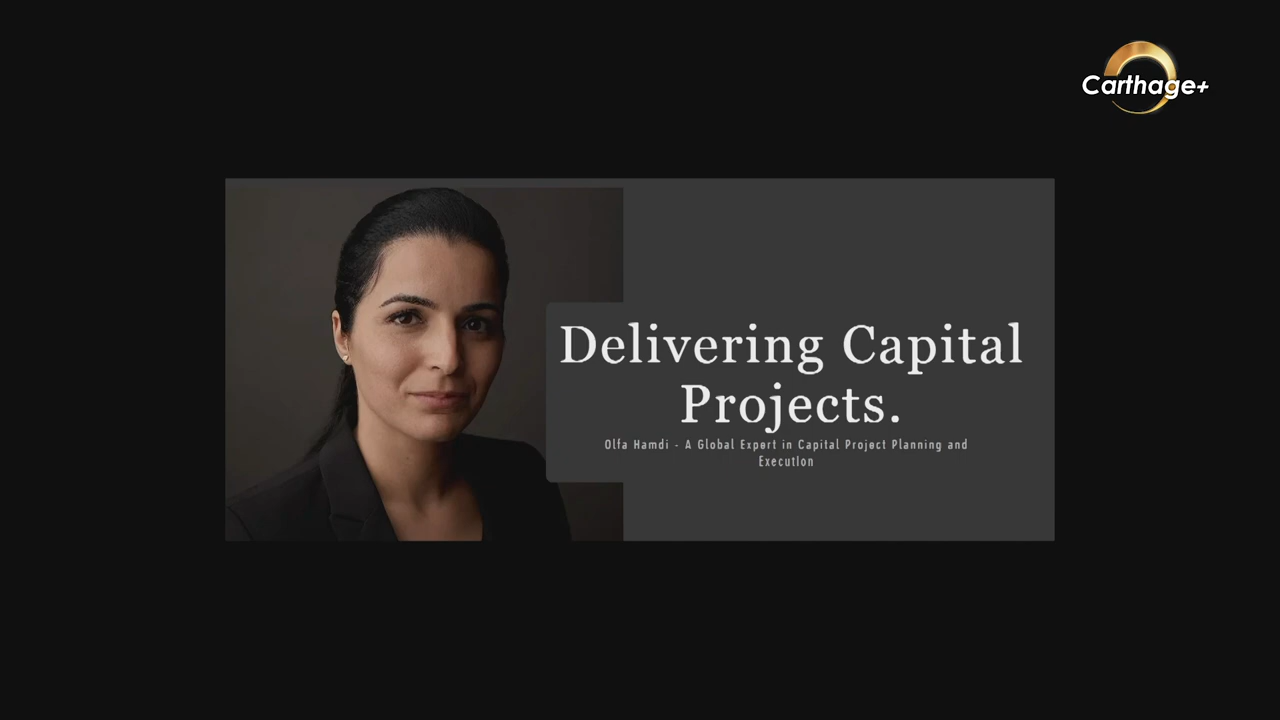 Carthage+
Delivering Capital
Projects.
Olfa Hamdi - A Global Expert in Capital Project Planning and
Execution